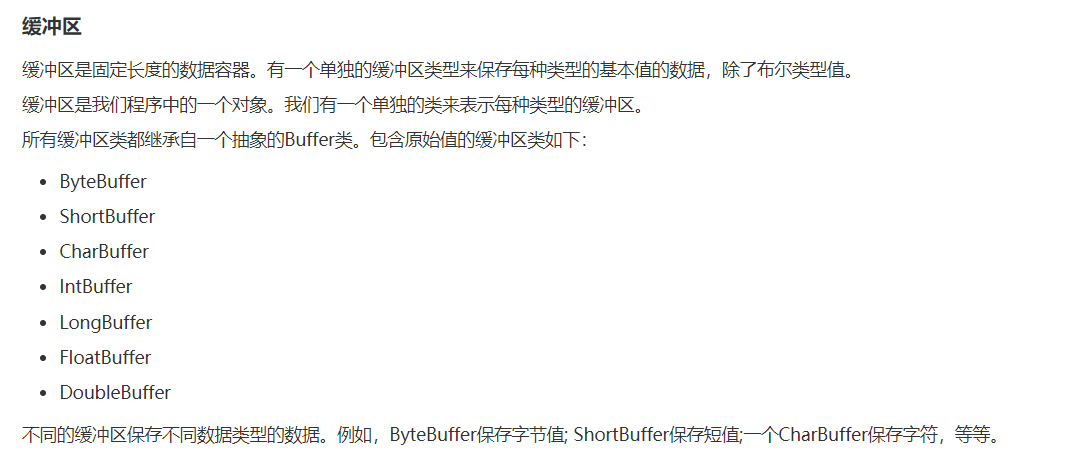 缓冲区
缓冲区是固定长度的数据容器。有一个单独的缓冲区类型来保存每种类型的基本值的数据，除了布尔类型值。
缓冲区是我们程序中的一个对象。我们有一个单独的类来表示每种类型的缓冲区。
所有缓冲区类都继承自一个抽象的Buffer类。包含原始值的缓冲区类如下：
• ByteBuffer
• ShortBuffer
• CharBuffer
• IntBuffer
• LongBuffer
• FloatBuffer
• DoubleBuffer
不同的缓冲区保存不同数据类型的数据。例如，ByteBuffer保存字节值; ShortBuffer保存短值;一个CharBuffer保存字符，等等。